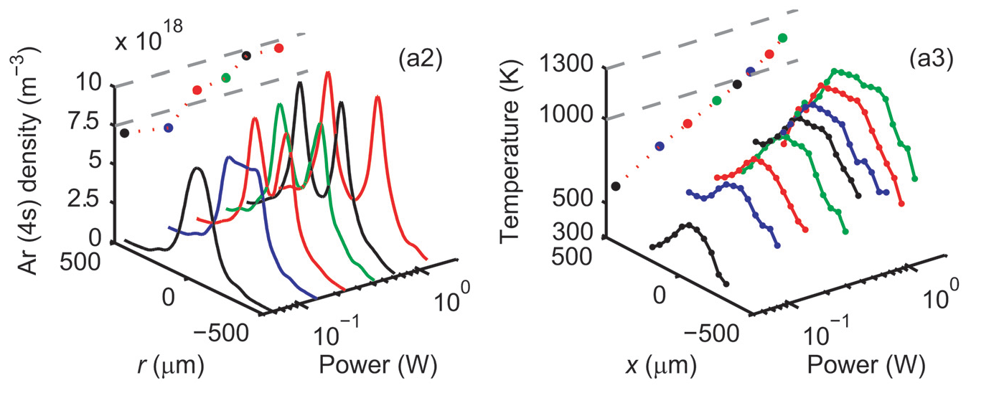 x 10^18
(a2)
Ar (4s) density (m^−3)
10
7.5
5
2.5
0
500
0
−500
r (μm)
10^−1
10^0
Power (W)
(a3)
Temperature (K)
1300
1000
500
300
500
0
−500
x (μm)
10^−1
10^0
Power (W)